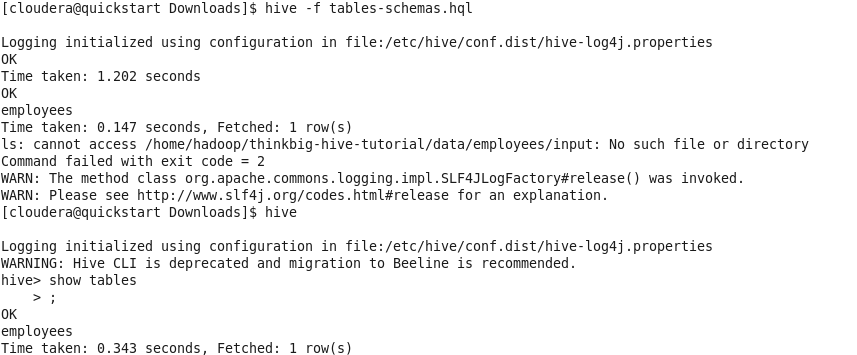 [cloudera@quickstart Downloads]$ hive -f tables-schemas.hql
Logging initialized using configuration in file:/etc/hive/conf.dist/hive-log4j.properties
OK
Time taken: 1.202 seconds
OK
employees
Time taken: 0.147 seconds, Fetched: 1 row(s)
ls: cannot access /home/hadoop/thinkbig-hive-tutorial/data/employees/input: No such file or directory
Command failed with exit code = 2
WARN: The method class org.apache.commons.logging.impl.SLF4JLogFactory#release() was invoked.
WARN: Please see http://www.slf4j.org/codes.html#release for an explanation.
[cloudera@quickstart Downloads]$ hive
Logging initialized using configuration in file:/etc/hive/conf.dist/hive-log4j.properties
WARNING: Hive CLI is deprecated and migration to Beeline is recommended.
hive> show tables
    > ;
OK
employees
Time taken: 0.343 seconds, Fetched: 1 row(s)